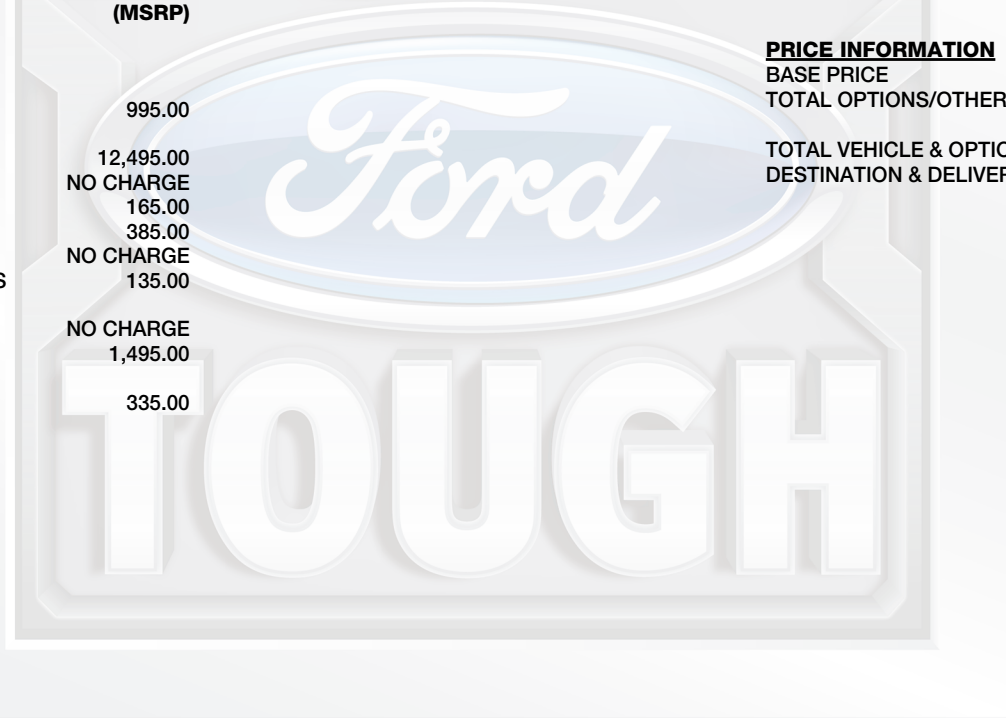 (MSRP)
995.00
12,495.00
NO CHARGE
165.00
385.00
NO CHARGE
S 135.00
NO CHARGE
1,495.00
335.00
PRICE INFORMATION
BASE PRICE
TOTAL OPTIONS/OTHER
TOTAL VEHICLE & OPTIO
DESTINATION & DELIVER
Ford
TOUGH